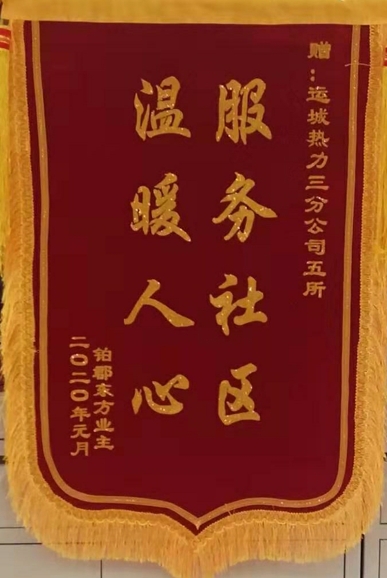 赠：运城热力三分公司五所
服务社区
温暖人心
铂郡东方业主
二〇二〇年元月